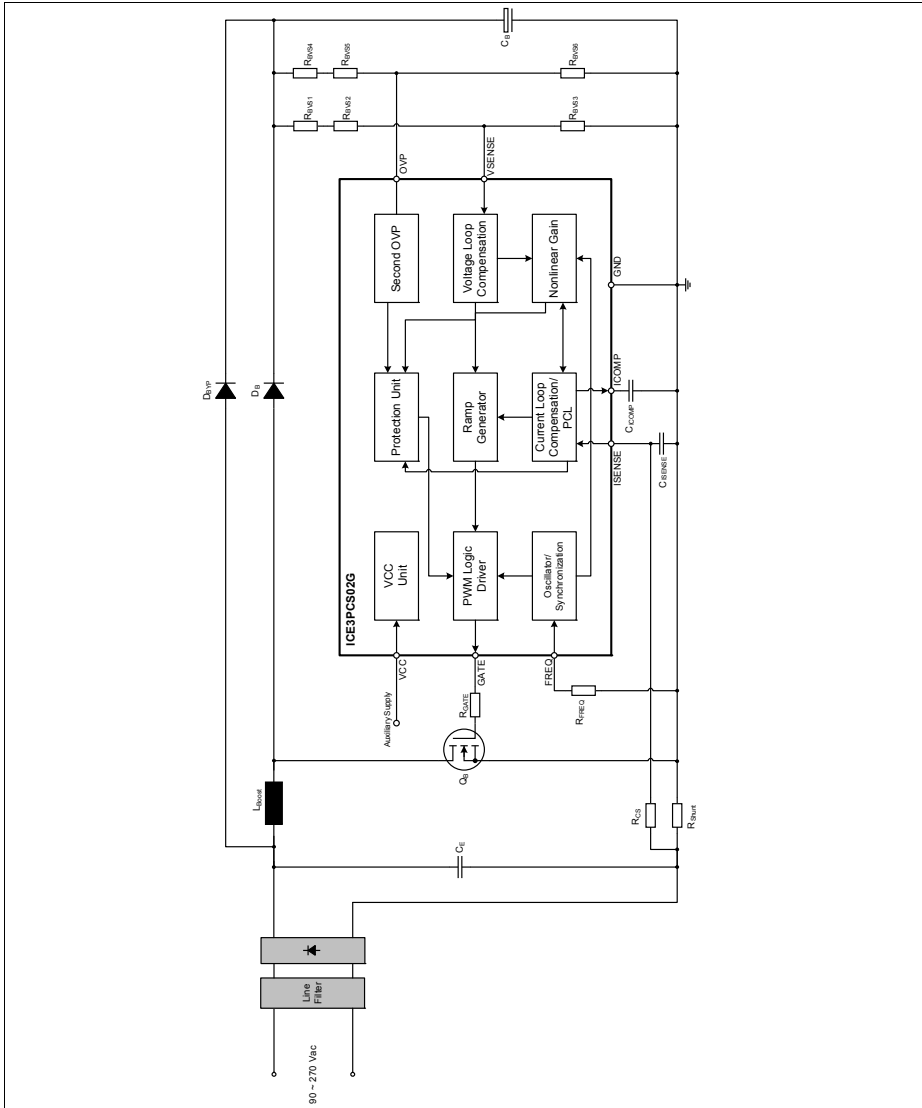 90 ~ 270 Vac
Line
Filter
CE
LBoost
DBYP
DB
QB
RGATE
Auxiliary Supply
RCS
RShunt
RFREQ
ICE3PCS02G
VCC
GATE
FREQ
VCC
Unit
PWM Logic
Driver
Oscillator/
Synchronization
Protection Unit
Ramp
Generator
Current Loop
Compensation/
PCL
Second OVP
Voltage Loop
Compensation
Nonlinear Gain
OVP
VSENSE
ISENSE
ICOMP
GND
CISENSE
CICOMP
RBVS4
RBVS5
RBVS6
RBVS1
RBVS2
RBVS3
CB